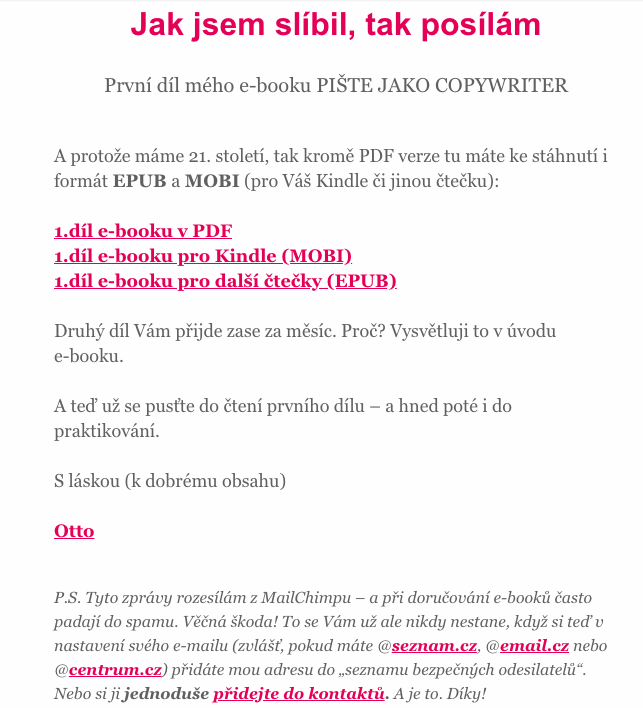 Jak jsem slíbil, tak posílám
První díl mého e-booku PIŠTE JAKO COPYWRITER
A protože máme 21. století, tak kromě PDF verze tu máte ke stáhnutí i
formát EPUB a MOBI (pro Váš Kindle či jinou čtečku):
1.díl e-booku v PDF
1.díl e-booku pro Kindle (MOBI)
1.díl e-booku pro další čtečky (EPUB)
Druhý díl Vám přijde zase za měsíc. Proč? Vysvětluji to v úvodu
e-booku.
A teď už se pusťte do čtení prvního dílu – a hned poté i do
praktikování.
S láskou (k dobrému obsahu)
Otto
P.S. Tyto zprávy rozesílám z MailChimpu – a při doručování e-booků často
padají do spamu. Věčná škoda! To se Vám už ale nikdy nestane, když si teď v
nastavení svého e-mailu (zvlášť, pokud máte @seznam.cz, @email.cz nebo
@centrum.cz) přidáte mou adresu do „seznamu bezpečných odesilatelů“.
Nebo si ji jednoduše přidejte do kontaktů. A je to. Díky!